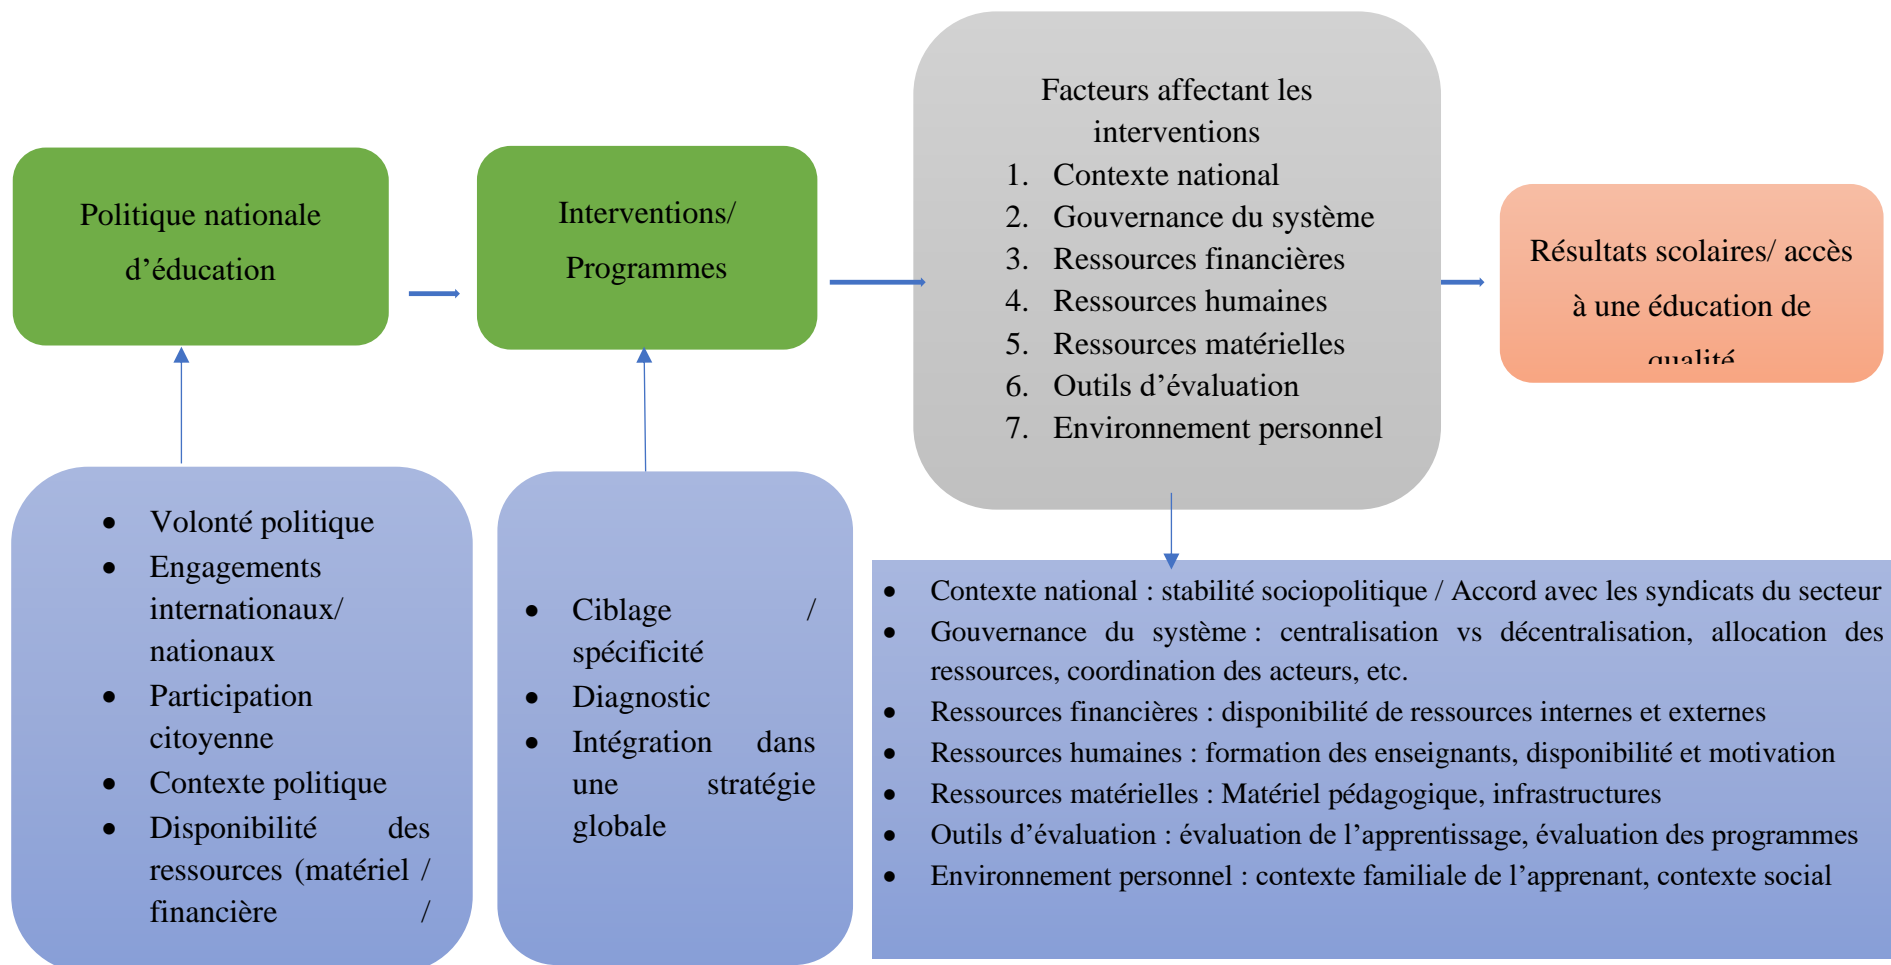 Politique nationale
d’éducation
Interventions/
Programmes
Facteurs affectant les
interventions
1. Contexte national
2. Gouvernance du système
3. Ressources financières
4. Ressources humaines
5. Ressources matérielles
6. Outils d’évaluation
7. Environnement personnel
Résultats scolaires/ accès
à une éducation de
qualité
• Volonté politique
• Engagements
internationaux/
nationaux
• Participation
citoyenne
• Contexte politique
• Disponibilité des
ressources (matériel /
financière /
• Ciblage /
spécificité
• Diagnostic
• Intégration dans
une stratégie
globale
• Contexte national : stabilité sociopolitique / Accord avec les syndicats du secteur
• Gouvernance du système : centralisation vs décentralisation, allocation des
ressources, coordination des acteurs, etc.
• Ressources financières : disponibilité de ressources internes et externes
• Ressources humaines : formation des enseignants, disponibilité et motivation
• Ressources matérielles : Matériel pédagogique, infrastructures
• Outils d’évaluation : évaluation de l’apprentissage, évaluation des programmes
• Environnement personnel : contexte familiale de l’apprenant, contexte social